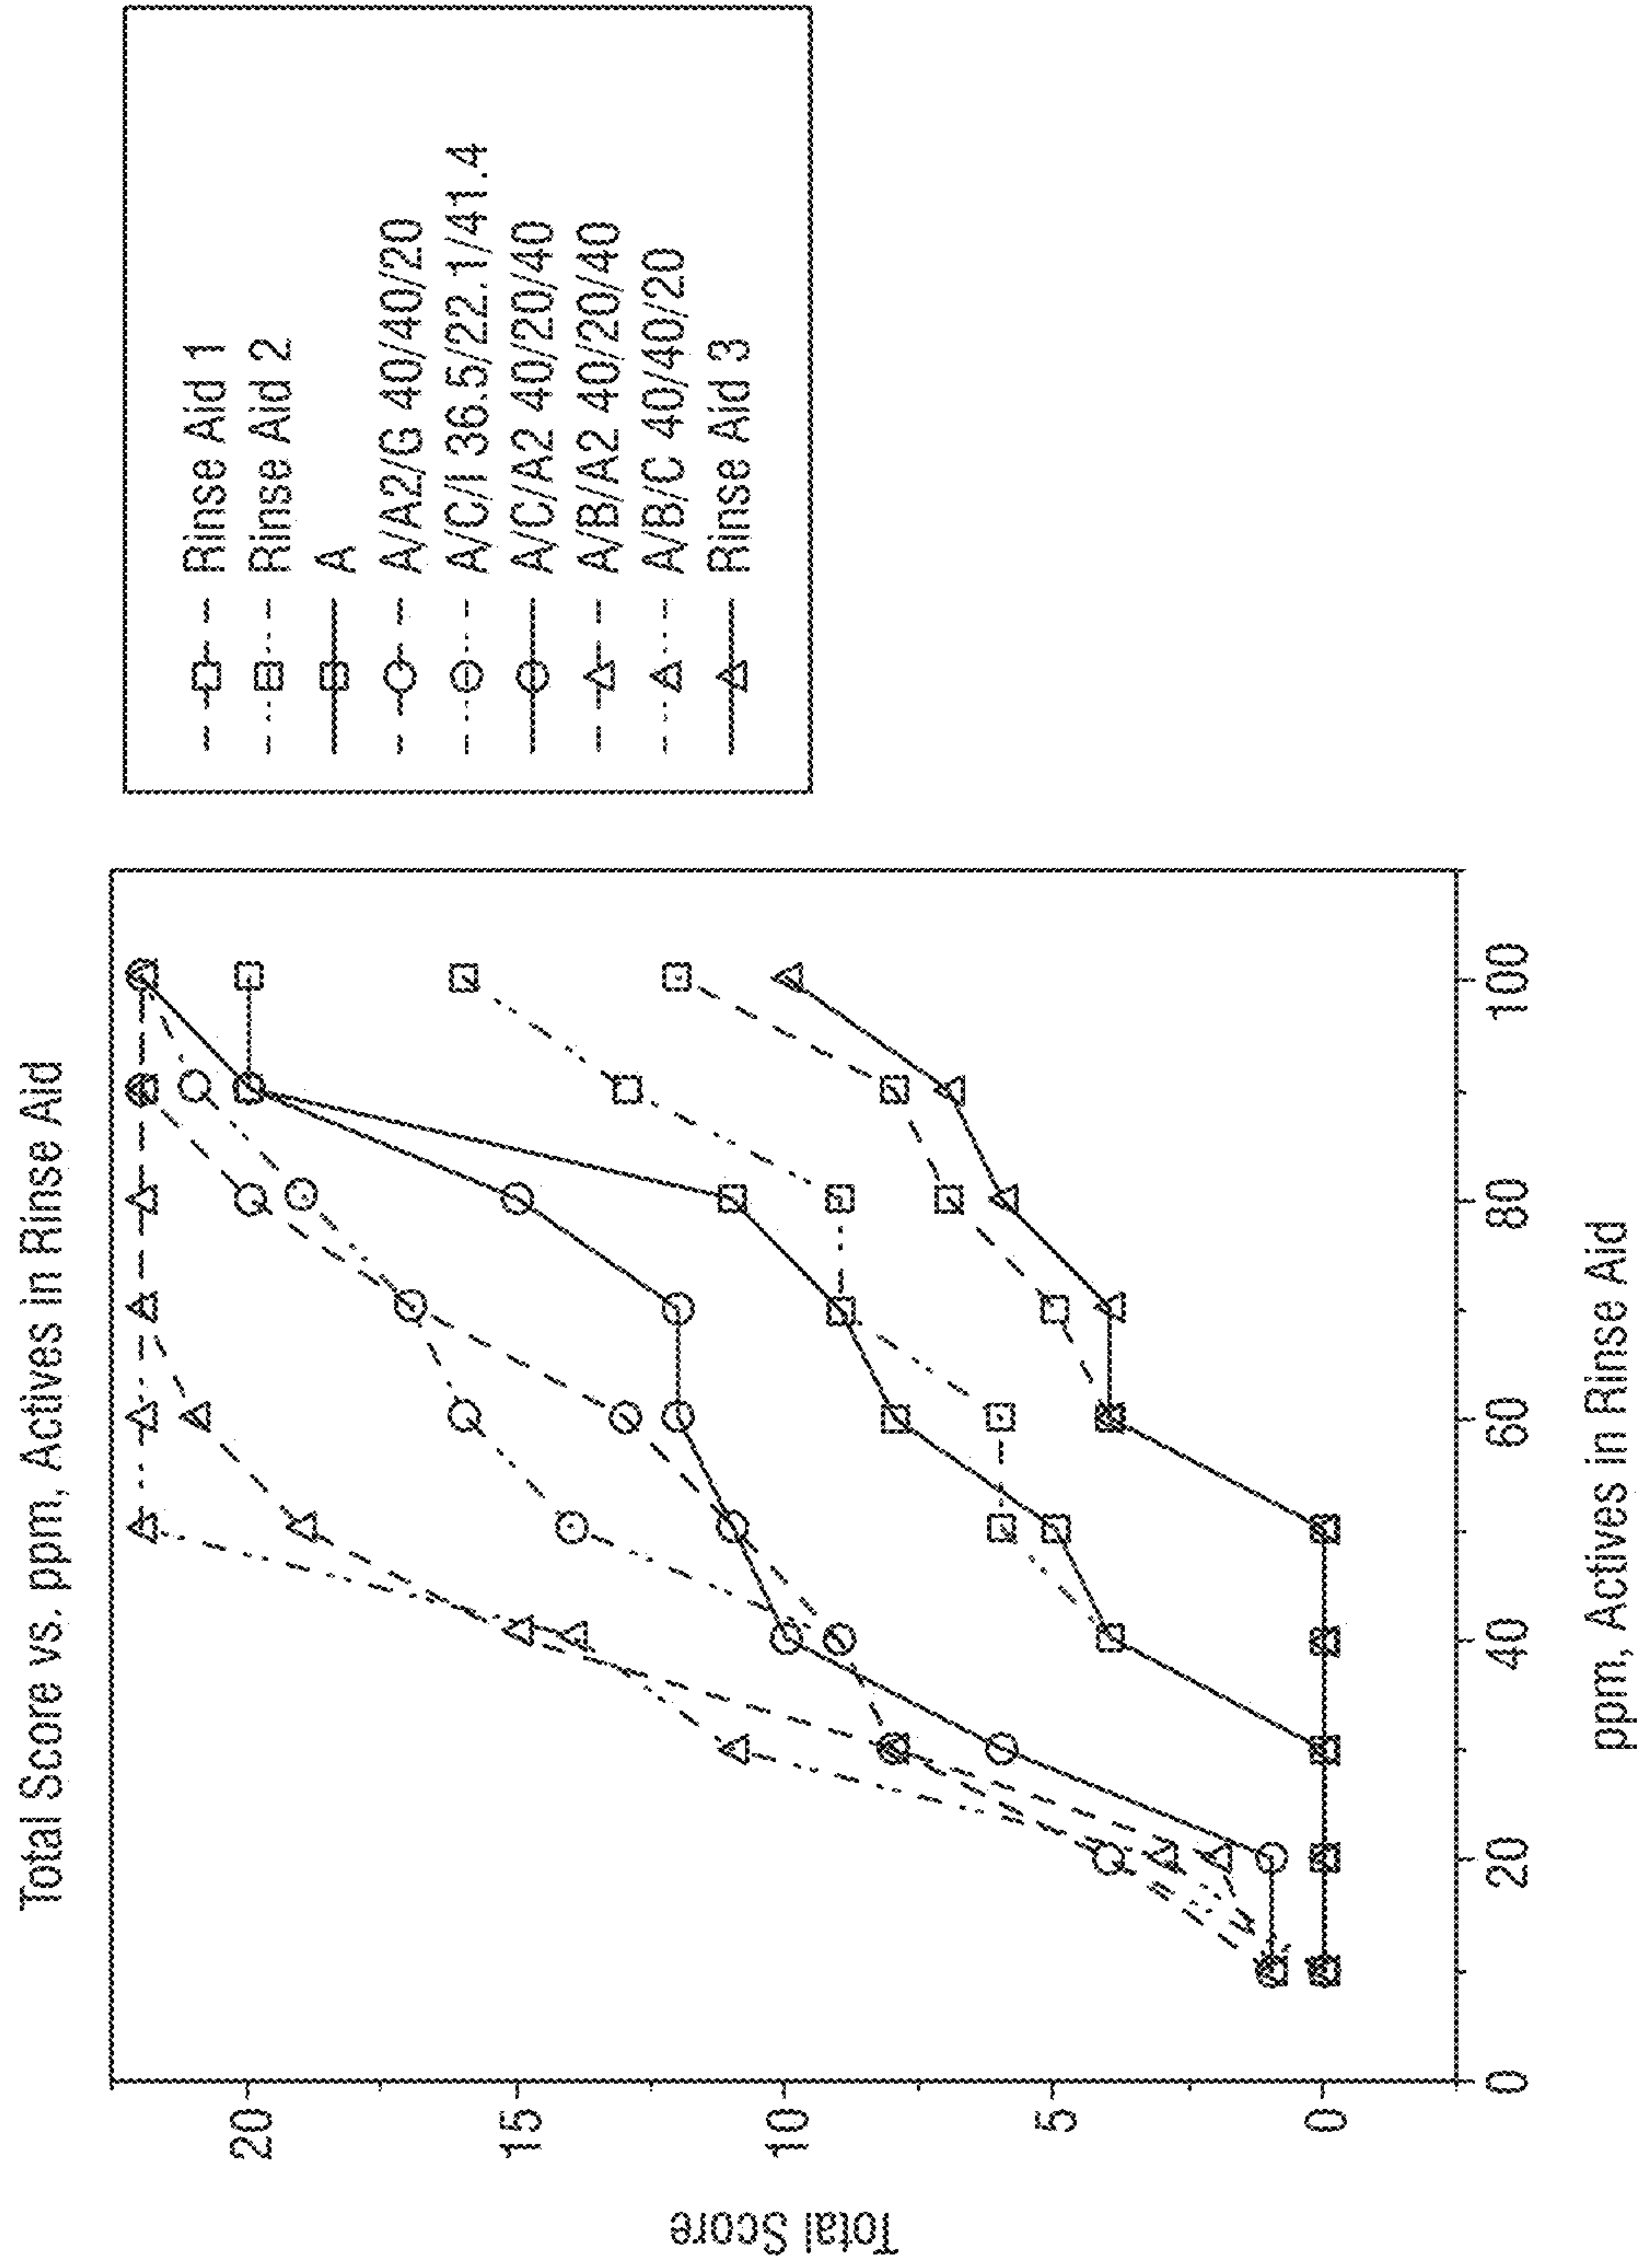 Total Score vs. ppm, Actives in Rinse Aid
Total Score
20
15
10
5
0
0
20
40
60
80
100
ppm, Actives in Rinse Aid
Rinse Aid 1
Rinse Aid 2
A
A/A2/G 40/40/20
A/C/I 36.5/22.1/41.4
A/C/A2 40/20/40
A/B/A2 40/20/40
A/B/C 40/40/20
Rinse Aid 3